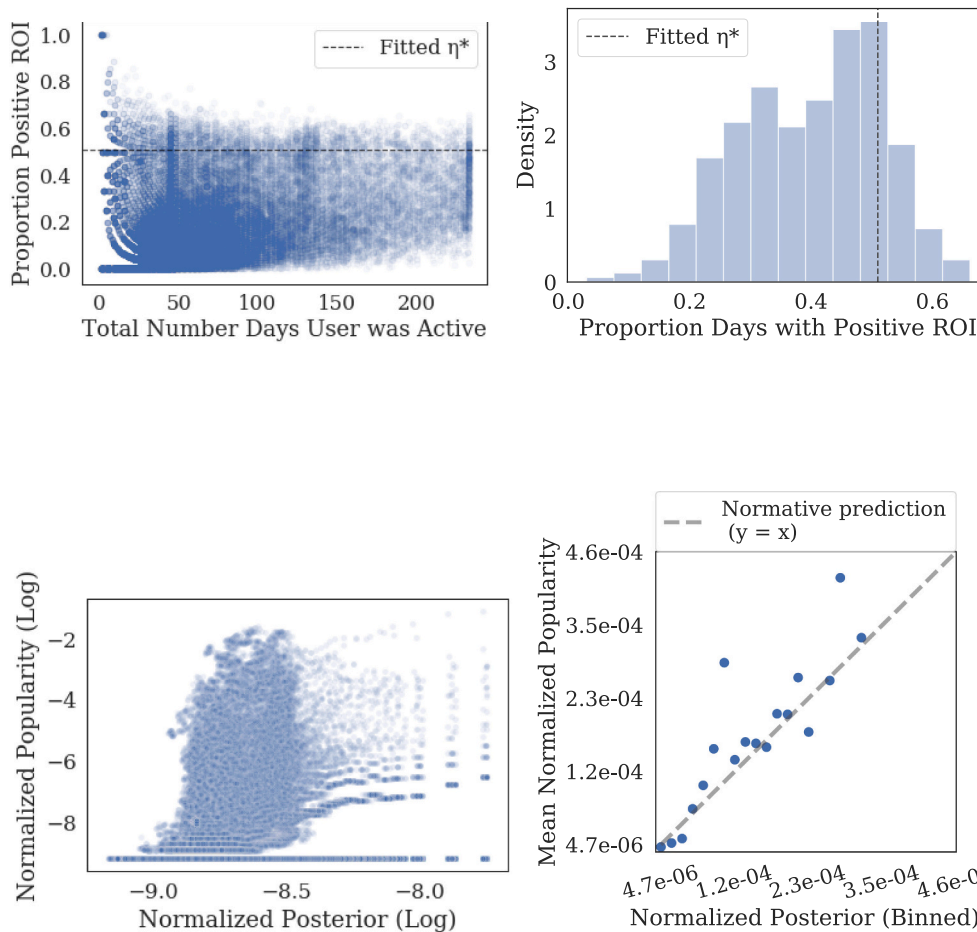 Proportion Positive ROI
1.0
0.8
0.6
0.4
0.2
0.0
Fitted η*
0
50
100
150
200
Total Number Days User was Active
Density
3
2
1
0
Fitted η*
0.0
0.2
0.4
0.6
Proportion Days with Positive ROI
Normalized Popularity (Log)
−2
−4
−6
−8
−9.0
−8.5
−8.0
Normalized Posterior (Log)
Normative prediction
(y = x)
Mean Normalized Popularity
4.6e-04
3.5e-04
2.3e-04
1.2e-04
4.7e-06
4.7e-06
1.2e-04
2.3e-04
3.5e-04
4.6e-0
Normalized Posterior (Binned)